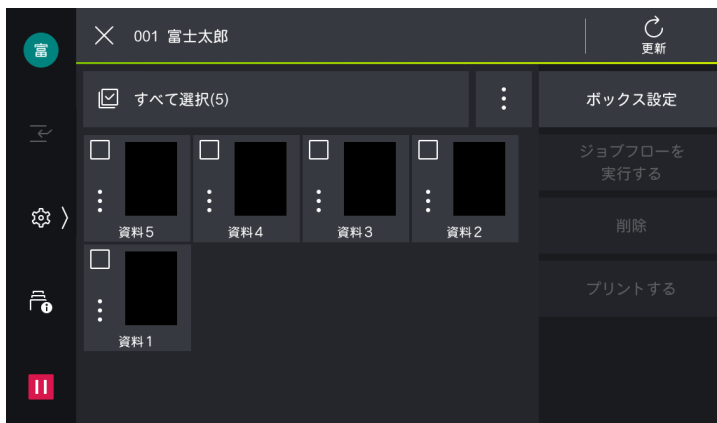 富
001 富士太郎
更新
すべて選択(5)
ボックス設定
資料5
資料4
資料3
資料2
ジョブフローを
実行する
削除
プリントする
資料1